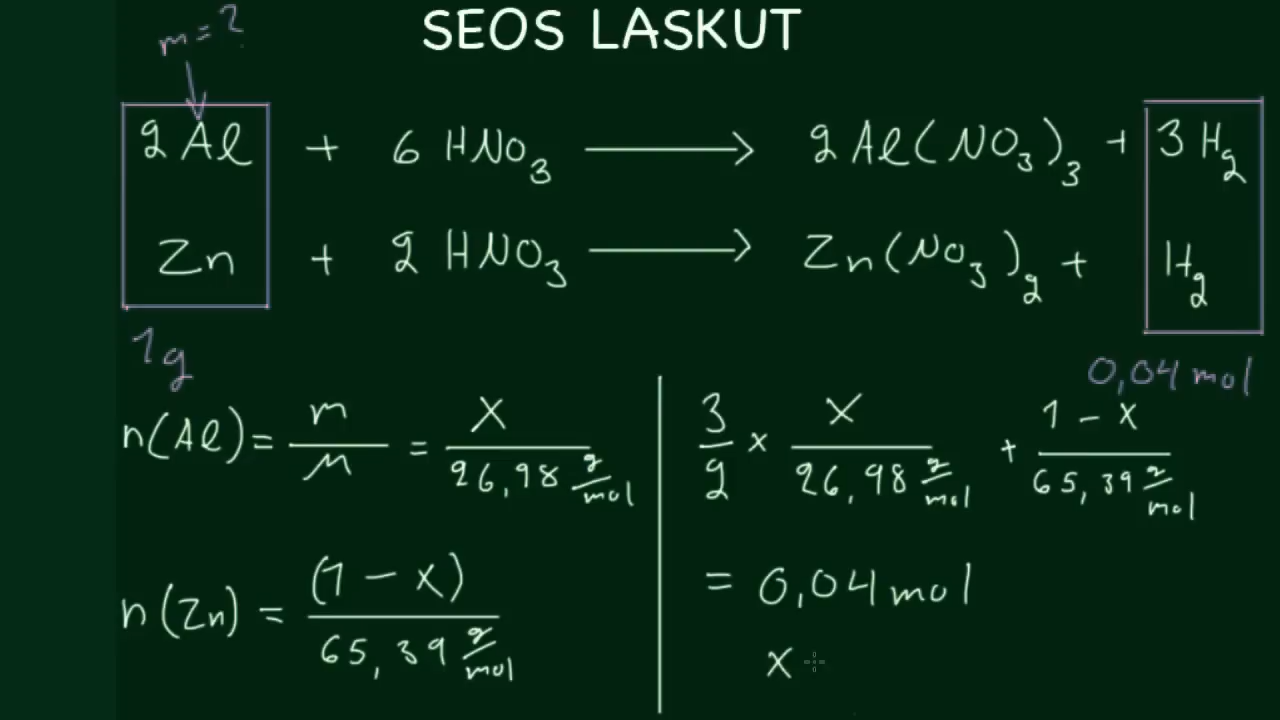 SEOS LASKUT
m = ?
2 Al + 6 HNO₃ → 2 Al(NO₃)₃ + 3 H₂
Zn + 2 HNO₃ → Zn(NO₃)₂ + H₂
1g
0,04 mol
n(Al) = m/M = x/26,98 g/mol
n(Zn) = (1 - x)/65,39 g/mol
3/2 × x/26,98 g/mol + 1 - x/65,39 g/mol
= 0,04 mol
x